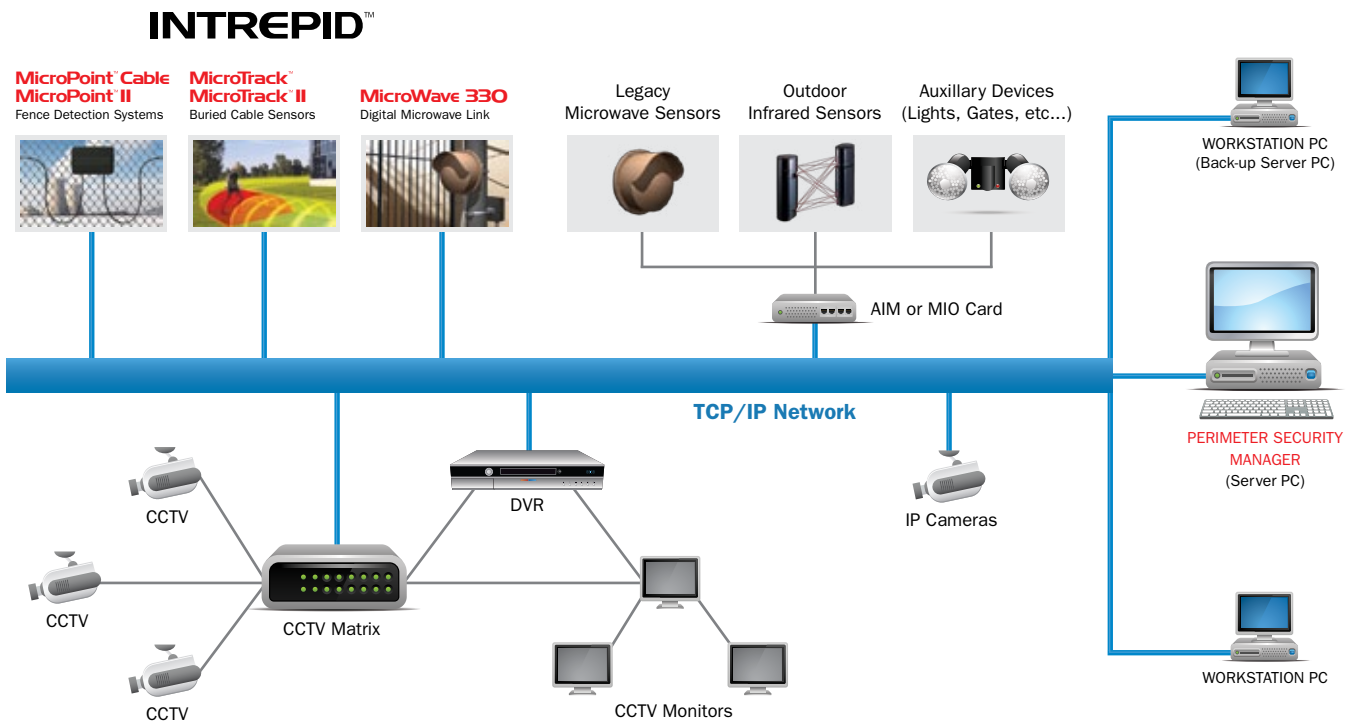 INTREPID™
MicroPoint™ Cable
MicroPoint™ II
Fence Detection Systems
MicroTrack™
MicroTrack™ II
Buried Cable Sensors
MicroWave 330
Digital Microwave Link
Legacy
Microwave Sensors
Outdoor
Infrared Sensors
Auxillary Devices
(Lights, Gates, etc...)
WORKSTATION PC
(Back-up Server PC)
AIM or MIO Card
TCP/IP Network
PERIMETER SECURITY
MANAGER
(Server PC)
CCTV
DVR
IP Cameras
CCTV
CCTV Matrix
WORKSTATION PC
CCTV
CCTV Monitors